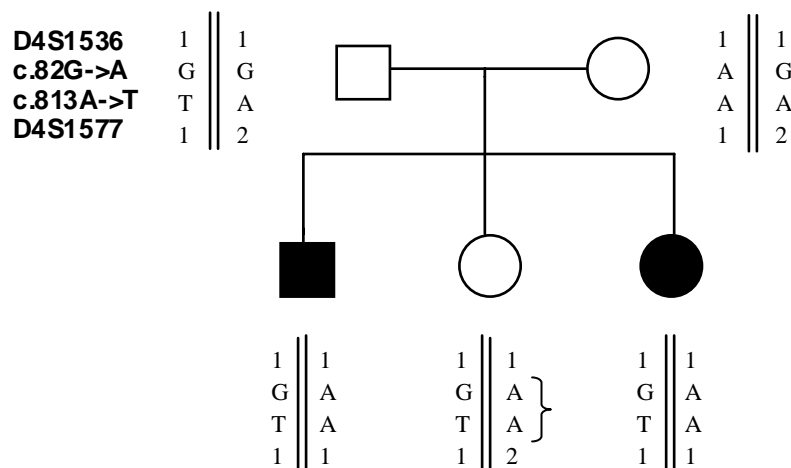 D4S1536 1 1 1 1
c.82G->A G G A G
c.813A->T T A A A
D4S1577 1 2 1 2
1 1 1 1 1 1
G A G A G A
T A T A T A
1 1 1 2 1 1